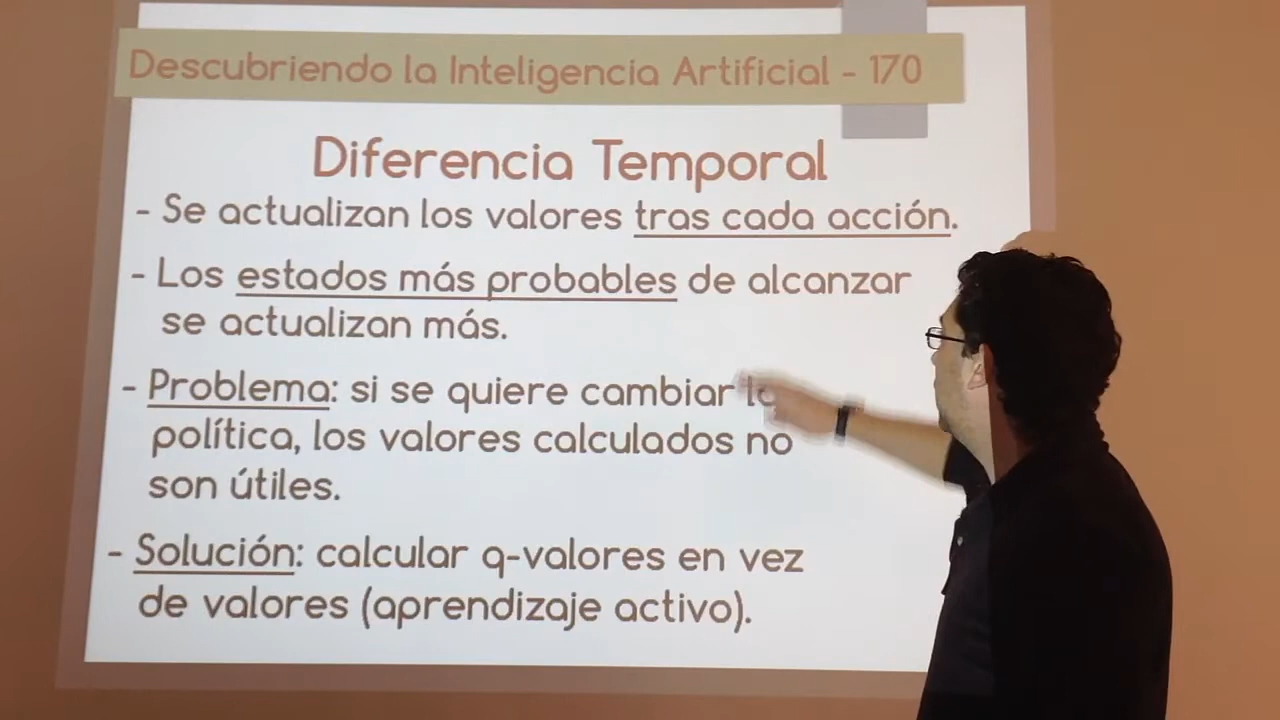 Descubriendo la Inteligencia Artificial - 170
Diferencia Temporal
- Se actualizan los valores tras cada acción.
- Los estados más probables de alcanzar
se actualizan más.
- Problema: si se quiere cambiar
política, los valores calculados no
son útiles.
- Solución: calcular q-valores en vez
de valores (aprendizaje activo).